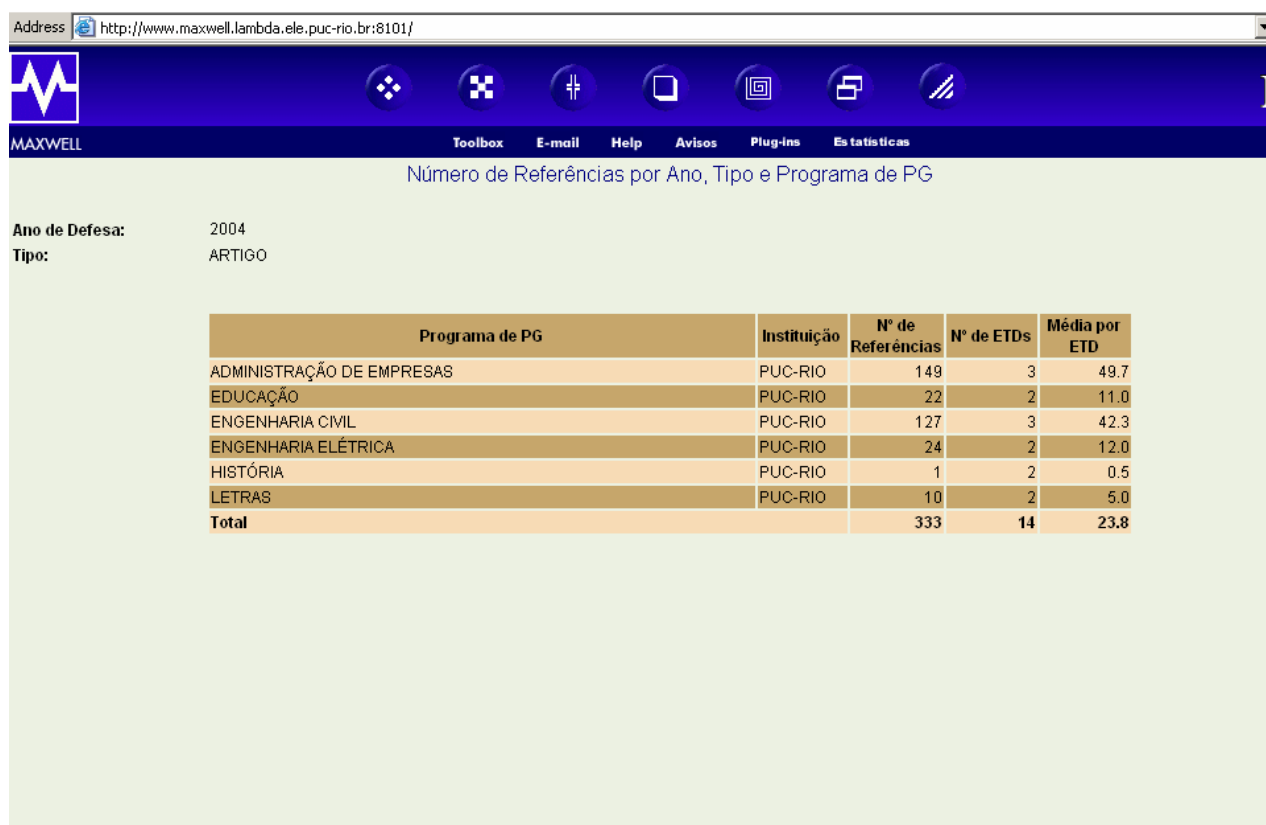 Address http://www.maxwell.lambda.ele.puc-rio.br:8101/
MAXWELL Toolbox E-mail Help Avisos Plug-ins Estatísticas
Número de Referências por Ano, Tipo e Programa de PG
Ano de Defesa: 2004
Tipo: ARTIGO
Programa de PG Instituição Nº de Referências Nº de ETDs Média por ETD
ADMINISTRAÇÃO DE EMPRESAS PUC-RIO 149 3 49.7
EDUCAÇÃO PUC-RIO 22 2 11.0
ENGENHARIA CIVIL PUC-RIO 127 3 42.3
ENGENHARIA ELÉTRICA PUC-RIO 24 2 12.0
HISTÓRIA PUC-RIO 1 2 0.5
LETRAS PUC-RIO 10 2 5.0
Total 333 14 23.8